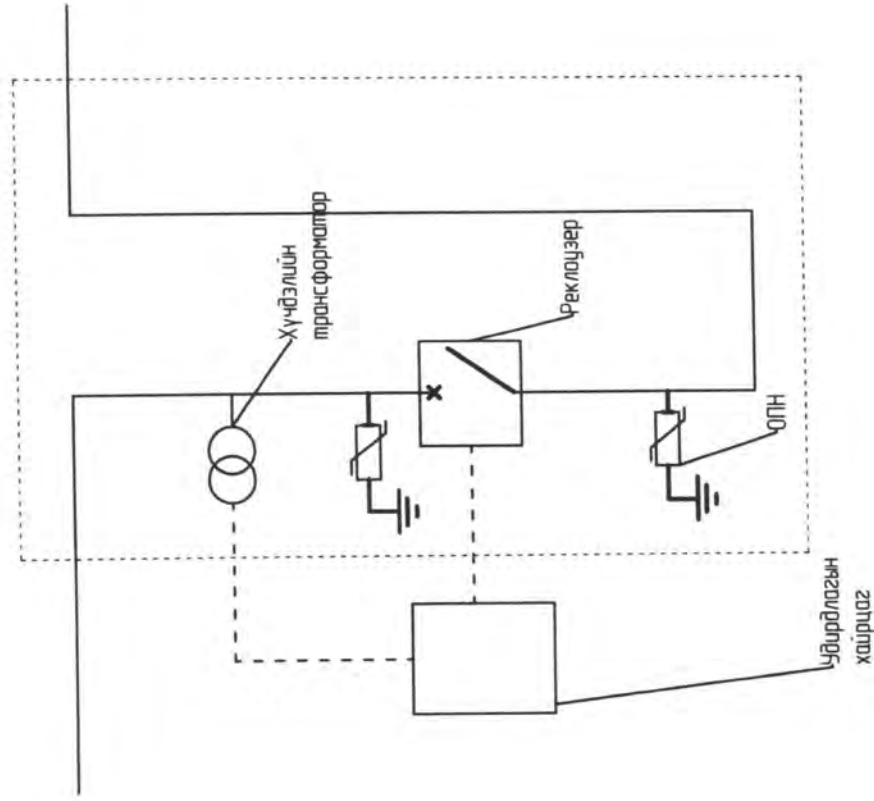 Хүчдэлийн
трансформатор
Реклоузер
ОПН
Удирдлагын
хайрцаг